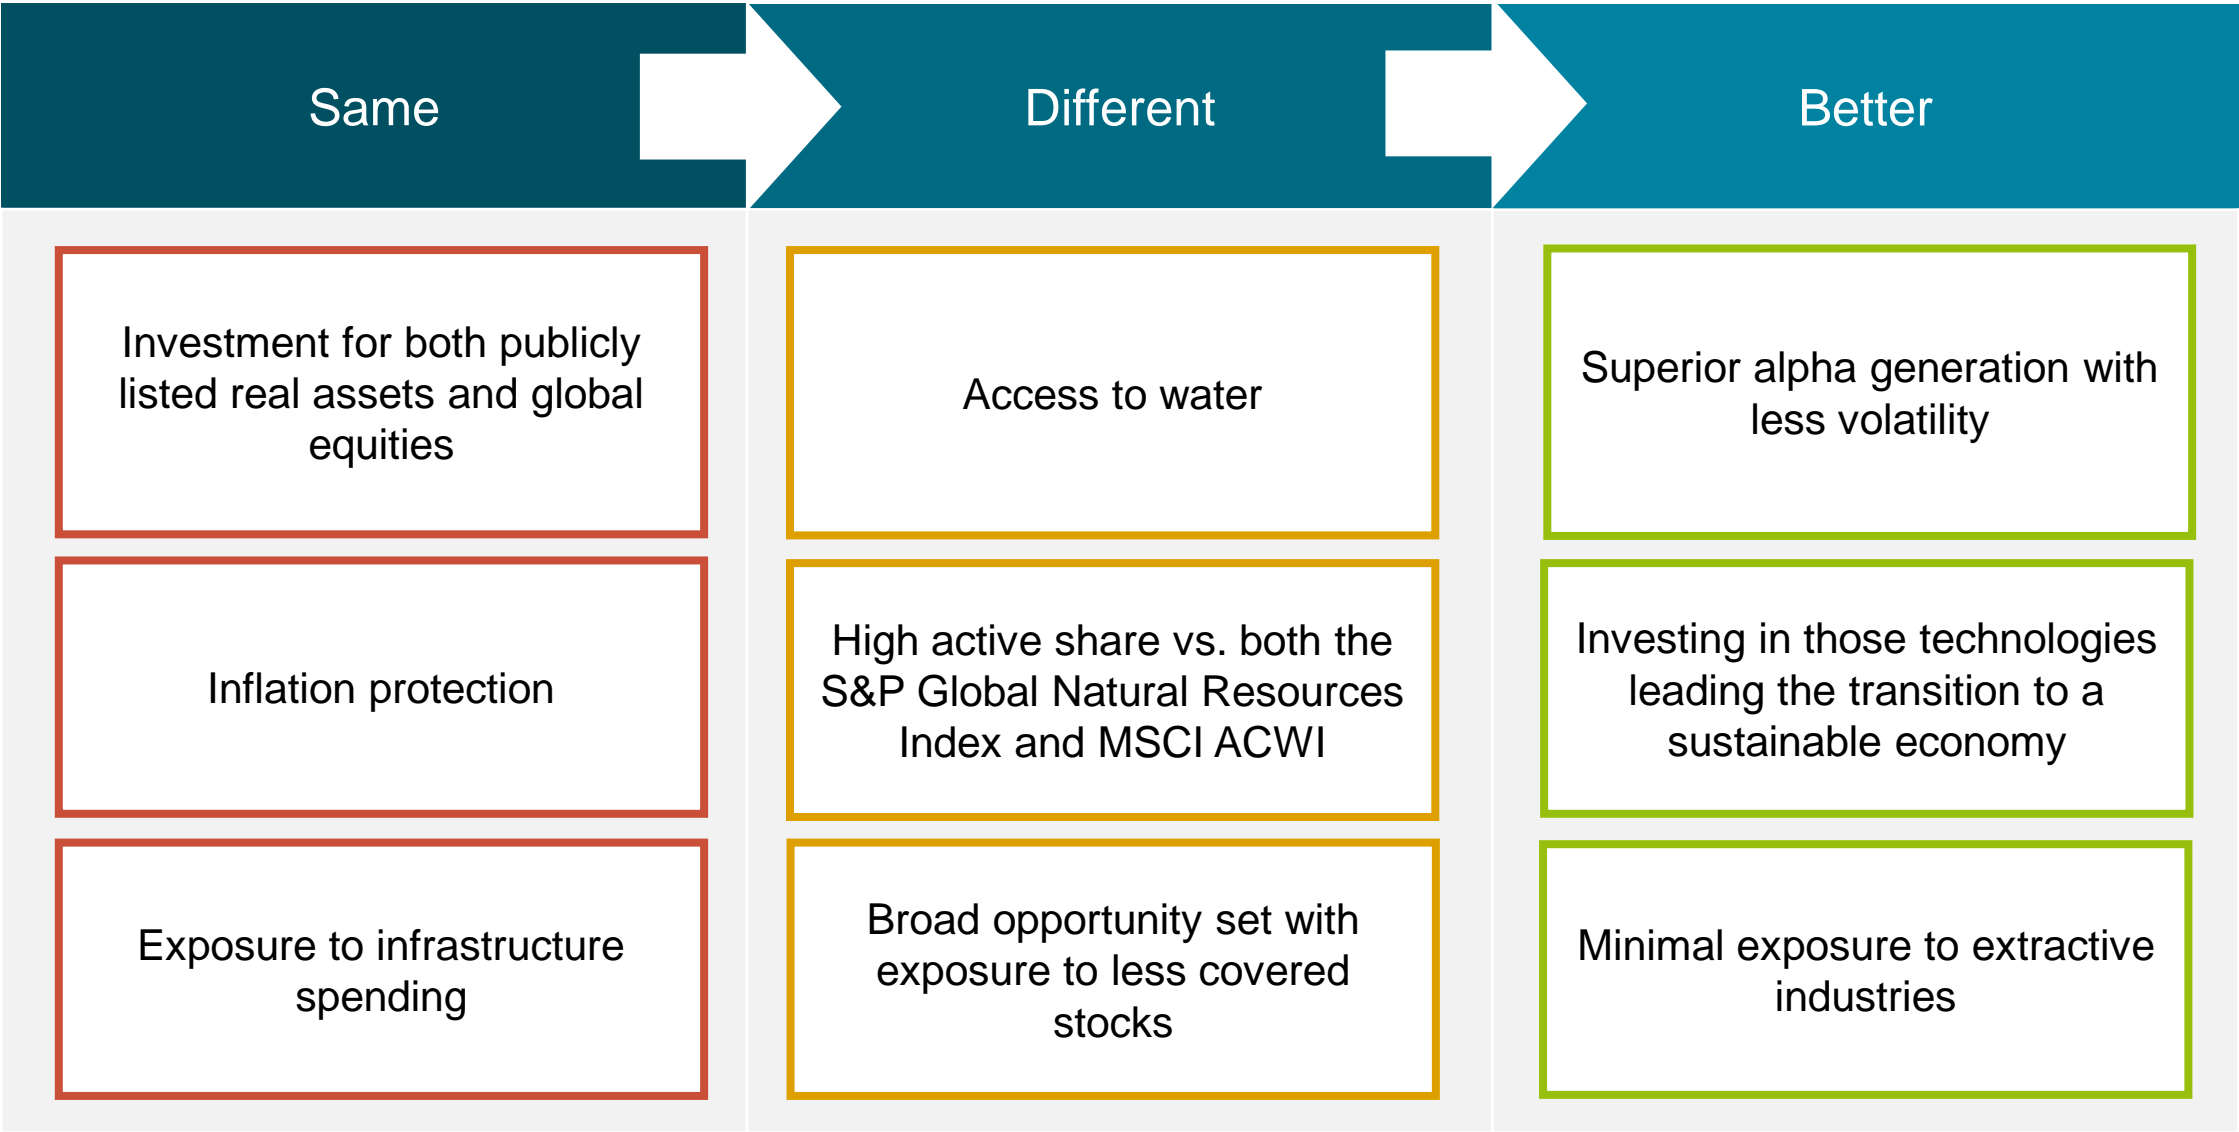 Same
Different
Better
Investment for both publicly
listed real assets and global
equities
Access to water
Superior alpha generation with
less volatility
Inflation protection
High active share vs. both the
S&P Global Natural Resources
Index and MSCI ACWI
Investing in those technologies
leading the transition to a
sustainable economy
Exposure to infrastructure
spending
Broad opportunity set with
exposure to less covered
stocks
Minimal exposure to extractive
industries